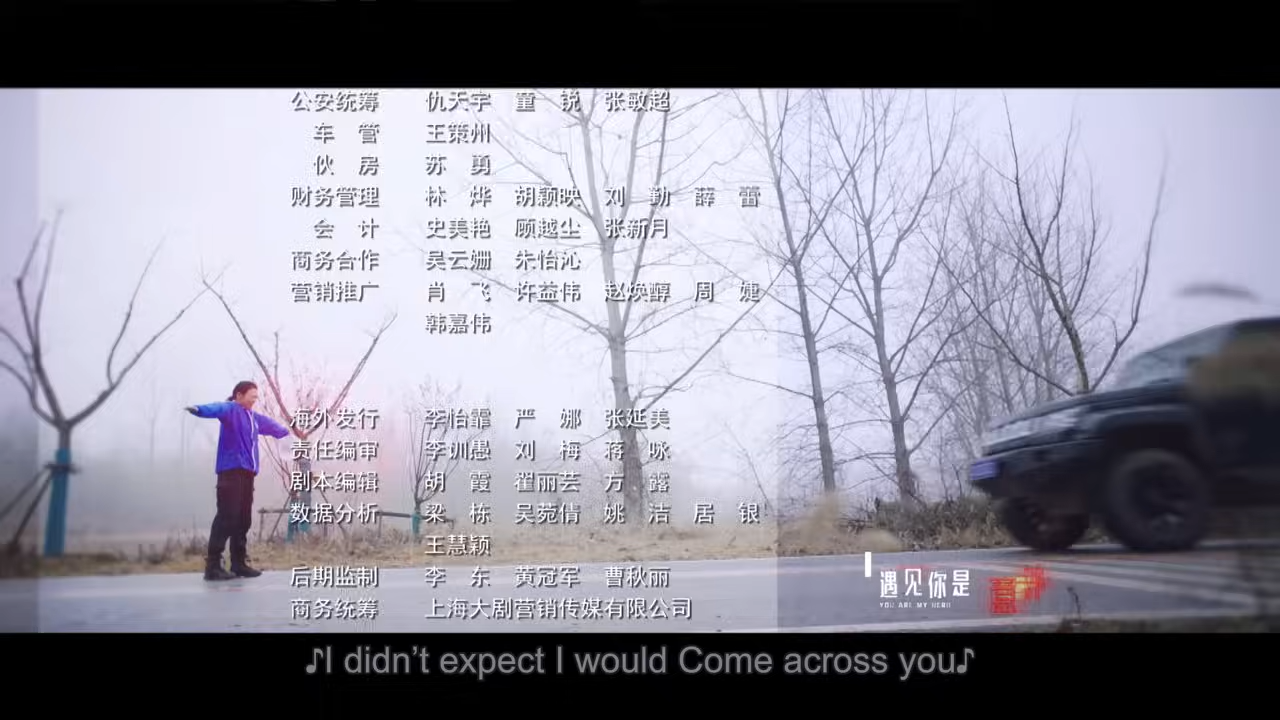 公安统筹 仇天宇 童 锐 张敏超
车 管 王策州
伙 房 苏 勇
财务管理 林 烨 胡颖映 刘 勤 薛 蕾
会 计 史美艳 顾越尘 张新月
商务合作 吴云姗 朱怡沁
营销推广 肖 飞 许益伟 赵焕醇 周 婕
韩嘉伟
海外发行 李怡霏 严 娜 张延美
责任编审 李训愚 刘 梅 蒋 咏
剧本编辑 胡 霞 翟丽芸 方 露
数据分析 梁 栋 吴菀倩 姚 洁 居 银
王慧颖
后期监制 李 东 黄冠军 曹秋丽
商务统筹 上海大剧营销传媒有限公司
遇见你是
YOU ARE MY HERO
♪I didn’t expect I would Come across you♪